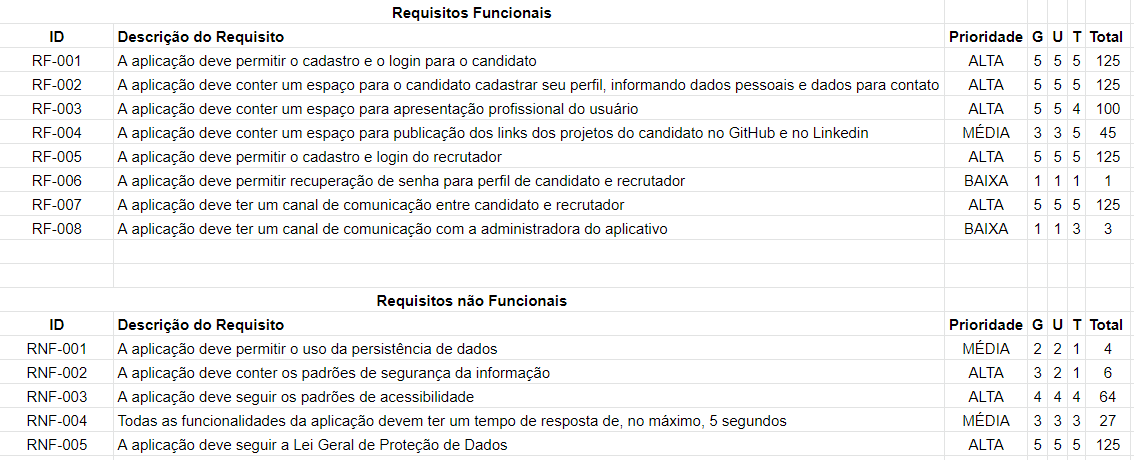 Requisitos Funcionais
ID Descrição do Requisito Prioridade G U T Total
RF-001 A aplicação deve permitir o cadastro e o login para o candidato ALTA 5 5 5 125
RF-002 A aplicação deve conter um espaço para o candidato cadastrar seu perfil, informando dados pessoais e dados para contato ALTA 5 5 5 125
RF-003 A aplicação deve conter um espaço para apresentação profissional do usuário ALTA 5 5 4 100
RF-004 A aplicação deve conter um espaço para publicação dos links dos projetos do candidato no GitHub e no Linkedin MÉDIA 3 3 5 45
RF-005 A aplicação deve permitir o cadastro e login do recrutador ALTA 5 5 5 125
RF-006 A aplicação deve permitir recuperação de senha para perfil de candidato e recrutador BAIXA 1 1 1 1
RF-007 A aplicação deve ter um canal de comunicação entre candidato e recrutador ALTA 5 5 5 125
RF-008 A aplicação deve ter um canal de comunicação com a administradora do aplicativo BAIXA 1 1 3 3
Requisitos não Funcionais
ID Descrição do Requisito Prioridade G U T Total
RNF-001 A aplicação deve permitir o uso da persistência de dados MÉDIA 2 2 1 4
RNF-002 A aplicação deve conter os padrões de segurança da informação ALTA 3 2 1 6
RNF-003 A aplicação deve seguir os padrões de acessibilidade ALTA 4 4 4 64
RNF-004 Todas as funcionalidades da aplicação devem ter um tempo de resposta de, no máximo, 5 segundos MÉDIA 3 3 3 27
RNF-005 A aplicação deve seguir a Lei Geral de Proteção de Dados ALTA 5 5 5 125